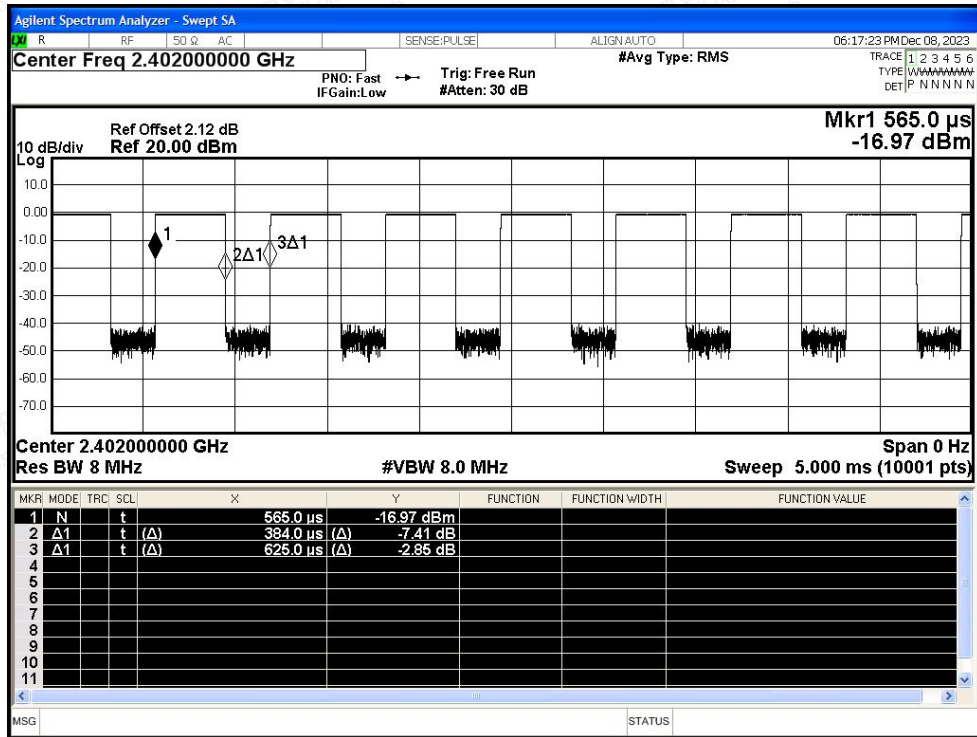 Agilent Spectrum Analyzer - Swept SA
LXI R RF 50 Ω AC SENSE:PULSE ALIGN AUTO 06:17:23 PM Dec 08, 2023
Center Freq 2.402000000 GHz #Avg Type: RMS TRACE 1 2 3 4 5 6
PNO: Fast Trig: Free Run TYPE WWWWWW
IFGain:Low #Atten: 30 dB DET P N N N N N
Mkr1 565.0 µs
Ref Offset 2.12 dB
10 dB/div Ref 20.00 dBm -16.97 dBm
Log
10.0
0.00
1
3Δ1
-10.0
2Δ1
-20.0
-30.0
-40.0
-50.0
-60.0
-70.0
Center 2.402000000 GHz Span 0 Hz
Res BW 8 MHz #VBW 8.0 MHz Sweep 5.000 ms (10001 pts)
MKR MODE TRC SCL X Y FUNCTION FUNCTION WIDTH FUNCTION VALUE
1 N t 565.0 µs -16.97 dBm
2 Δ1 t (Δ) 384.0 µs (Δ) -7.41 dB
3 Δ1 t (Δ) 625.0 µs (Δ) -2.85 dB
4
5
6
7
8
9
10
11
MSG STATUS